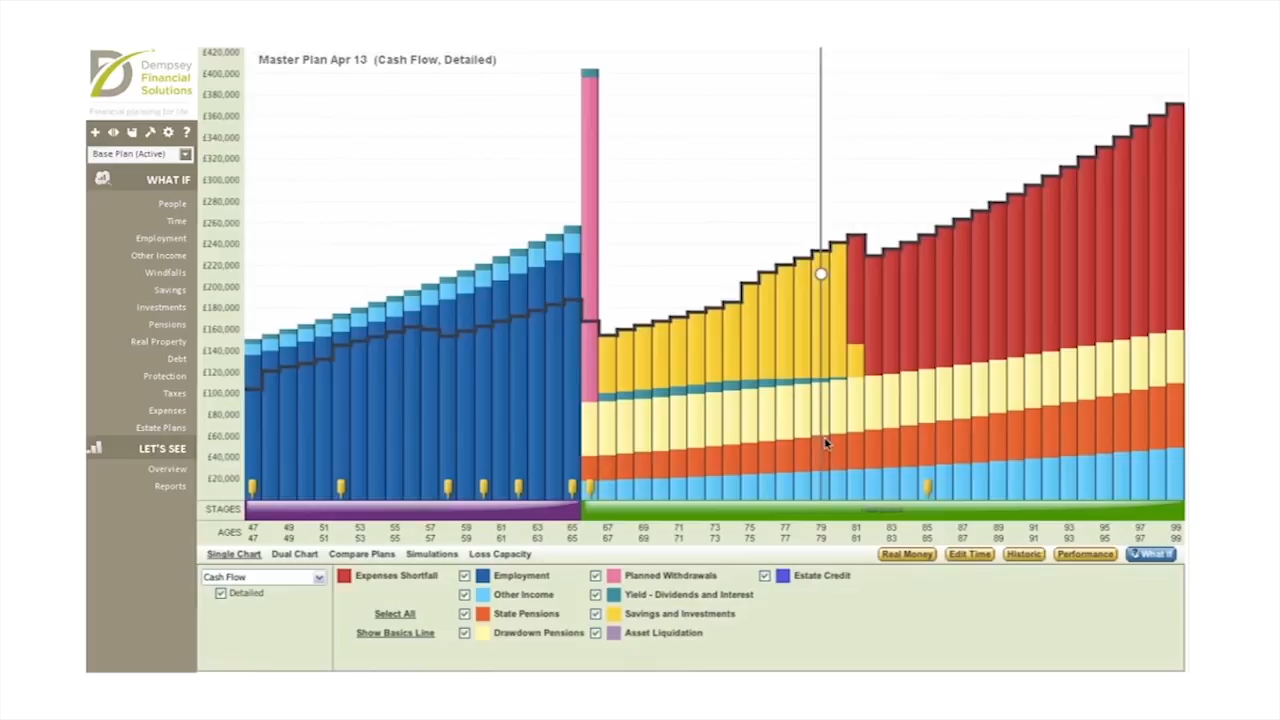 Dempsey
Financial
Solutions
Financial planning for life
Base Plan (Active)
WHAT IF
People
Time
Employment
Other Income
Windfalls
Savings
Investments
Pensions
Real Property
Debt
Protection
Taxes
Expenses
Estate Plans
LET'S SEE
Overview
Reports
Master Plan Apr 13 (Cash Flow, Detailed)
£420,000
£400,000
£380,000
£360,000
£340,000
£320,000
£300,000
£280,000
£260,000
£240,000
£220,000
£200,000
£180,000
£160,000
£140,000
£120,000
£100,000
£80,000
£60,000
£40,000
£20,000
STAGES
AGES
47 49 51 53 55 57 59 61 63 65 67 69 71 73 75 77 79 81 83 85 87 89 91 93 95 97 99
47 49 51 53 55 57 59 61 63 65 67 69 71 73 75 77 79 81 83 85 87 89 91 93 95 97 99
Single Chart Dual Chart Compare Plans Simulations Loss Capacity Real Money Edit Time Historic Performance What If
Cash Flow
Detailed
Expenses Shortfall Employment Planned Withdrawals Estate Credit
Other Income Yield - Dividends and Interest
Select All State Pensions Savings and Investments
Show Basics Line Drawdown Pensions Asset Liquidation